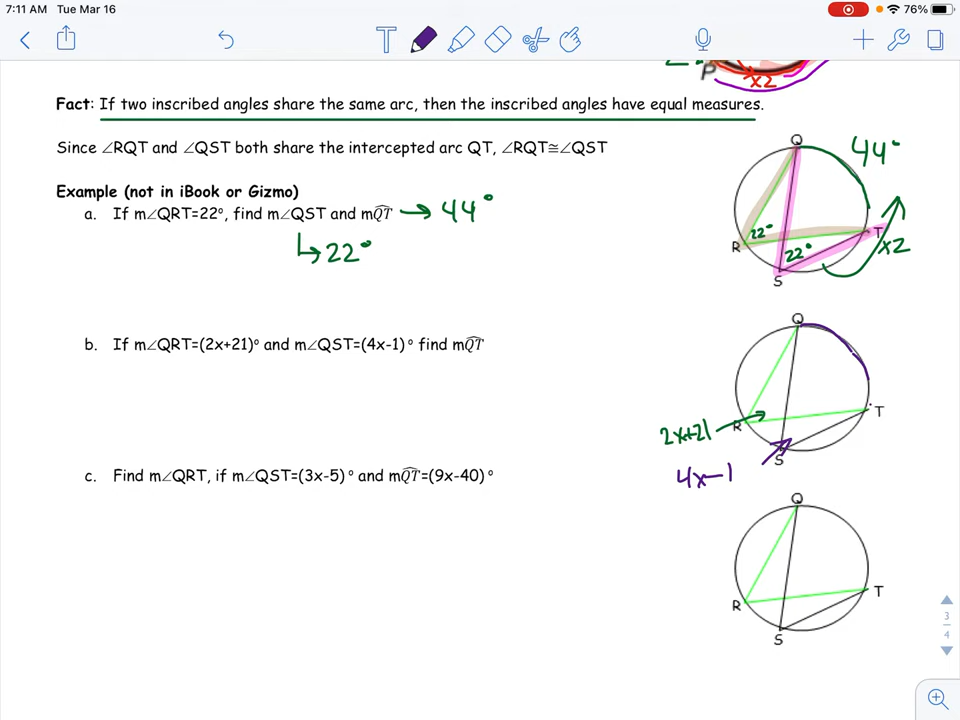 7:11 AM Tue Mar 16
76%
P
x2
Fact: If two inscribed angles share the same arc, then the inscribed angles have equal measures.
Since ∠RQT and ∠QST both share the intercepted arc QT, ∠RQT≅∠QST
Example (not in iBook or Gizmo)
a. If m∠QRT=22°, find m∠QST and mQT → 44°
↳ 22°
Q
44°
22°
T
R
22°
x2
S
b. If m∠QRT=(2x+21)° and m∠QST=(4x-1)° find mQT
Q
T
2x+21
R
S
4x-1
c. Find m∠QRT, if m∠QST=(3x-5)° and mQT=(9x-40)°
Q
T
R
S
3
4